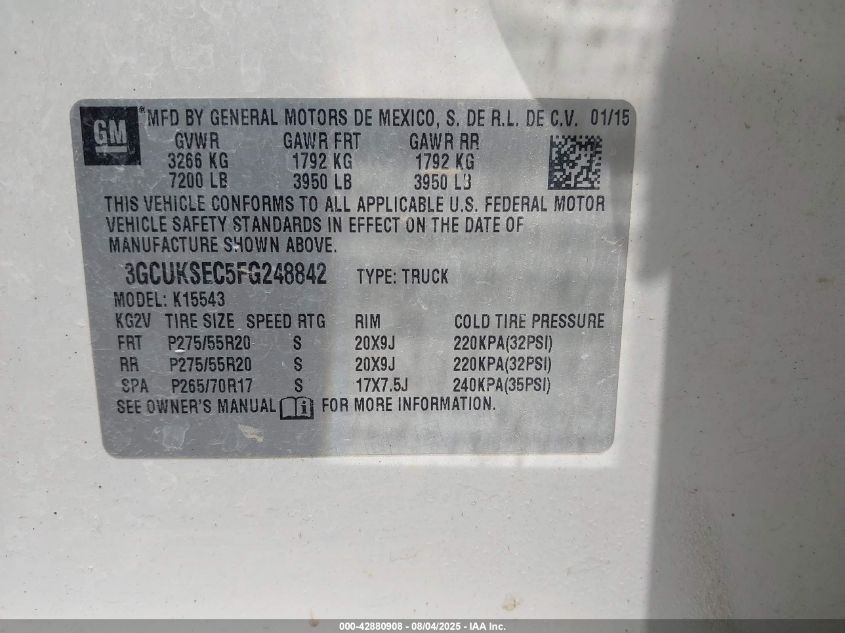 GM
® MFD BY GENERAL MOTORS DE MEXICO, S. DE R.L. DE C.V. 01/15
GVWR GAWR FRT GAWR RR
3266 KG 1792 KG 1792 KG
7200 LB 3950 LB 3950 LB
THIS VEHICLE CONFORMS TO ALL APPLICABLE U.S. FEDERAL MOTOR
VEHICLE SAFETY STANDARDS IN EFFECT ON THE DATE OF
MANUFACTURE SHOWN ABOVE.
3GCUKSEC5FG248842 TYPE: TRUCK
MODEL: K15543
KG2V TIRE SIZE SPEED RTG RIM COLD TIRE PRESSURE
FRT P275/55R20 S 20X9J 220KPA(32PSI)
RR P275/55R20 S 20X9J 220KPA(32PSI)
SPA P265/70R17 S 17X7.5J 240KPA(35PSI)
SEE OWNER'S MANUAL FOR MORE INFORMATION.
000-42880908 - 08/04/2025 - IAA Inc.